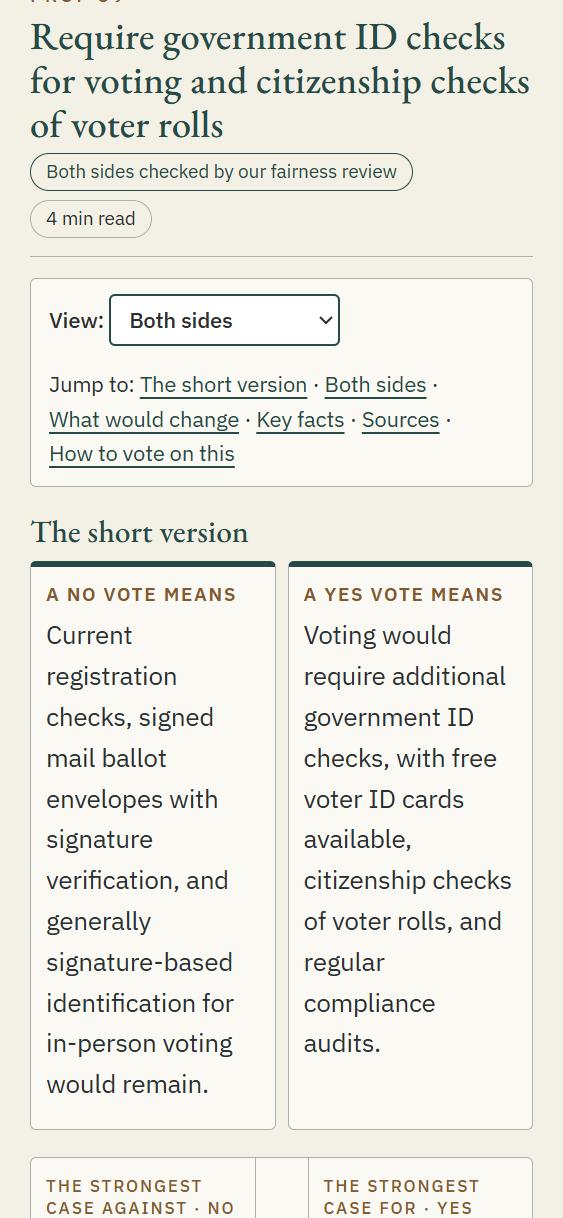 Require government ID checks
for voting and citizenship checks
of voter rolls
Both sides checked by our fairness review
4 min read
View: Both sides
Jump to: The short version · Both sides ·
What would change · Key facts · Sources ·
How to vote on this
The short version
A NO VOTE MEANS
Current
registration
checks, signed
mail ballot
envelopes with
signature
verification, and
generally
signature-based
identification for
in-person voting
would remain.
A YES VOTE MEANS
Voting would
require additional
government ID
checks, with free
voter ID cards
available,
citizenship checks
of voter rolls, and
regular
compliance
audits.
THE STRONGEST
CASE AGAINST · NO
THE STRONGEST
CASE FOR · YES